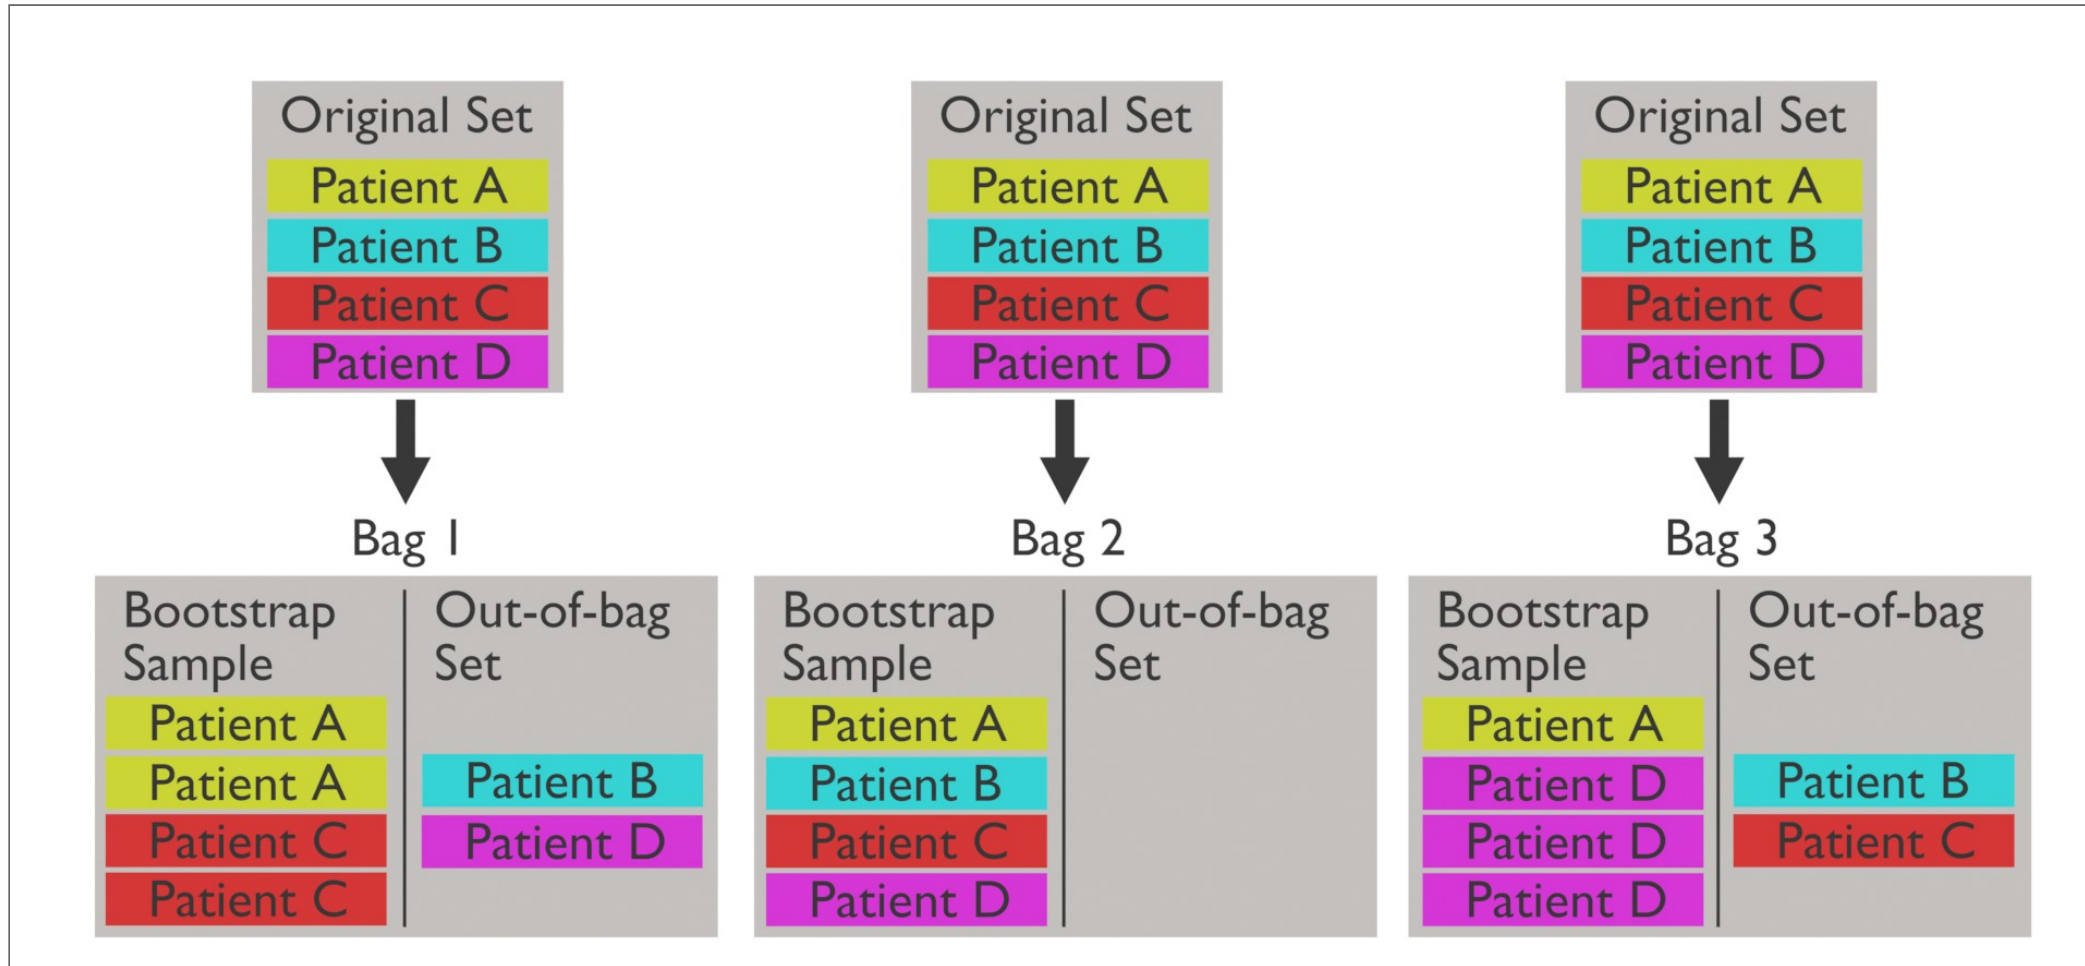 Original Set
Patient A
Patient B
Patient C
Patient D
Original Set
Patient A
Patient B
Patient C
Patient D
Original Set
Patient A
Patient B
Patient C
Patient D
Bag 1
Bootstrap
Sample
Patient A
Patient A
Patient C
Patient C
Out-of-bag
Set
Patient B
Patient D
Bag 2
Bootstrap
Sample
Patient A
Patient B
Patient C
Patient D
Out-of-bag
Set
Bag 3
Bootstrap
Sample
Patient A
Patient D
Patient D
Patient D
Out-of-bag
Set
Patient B
Patient C